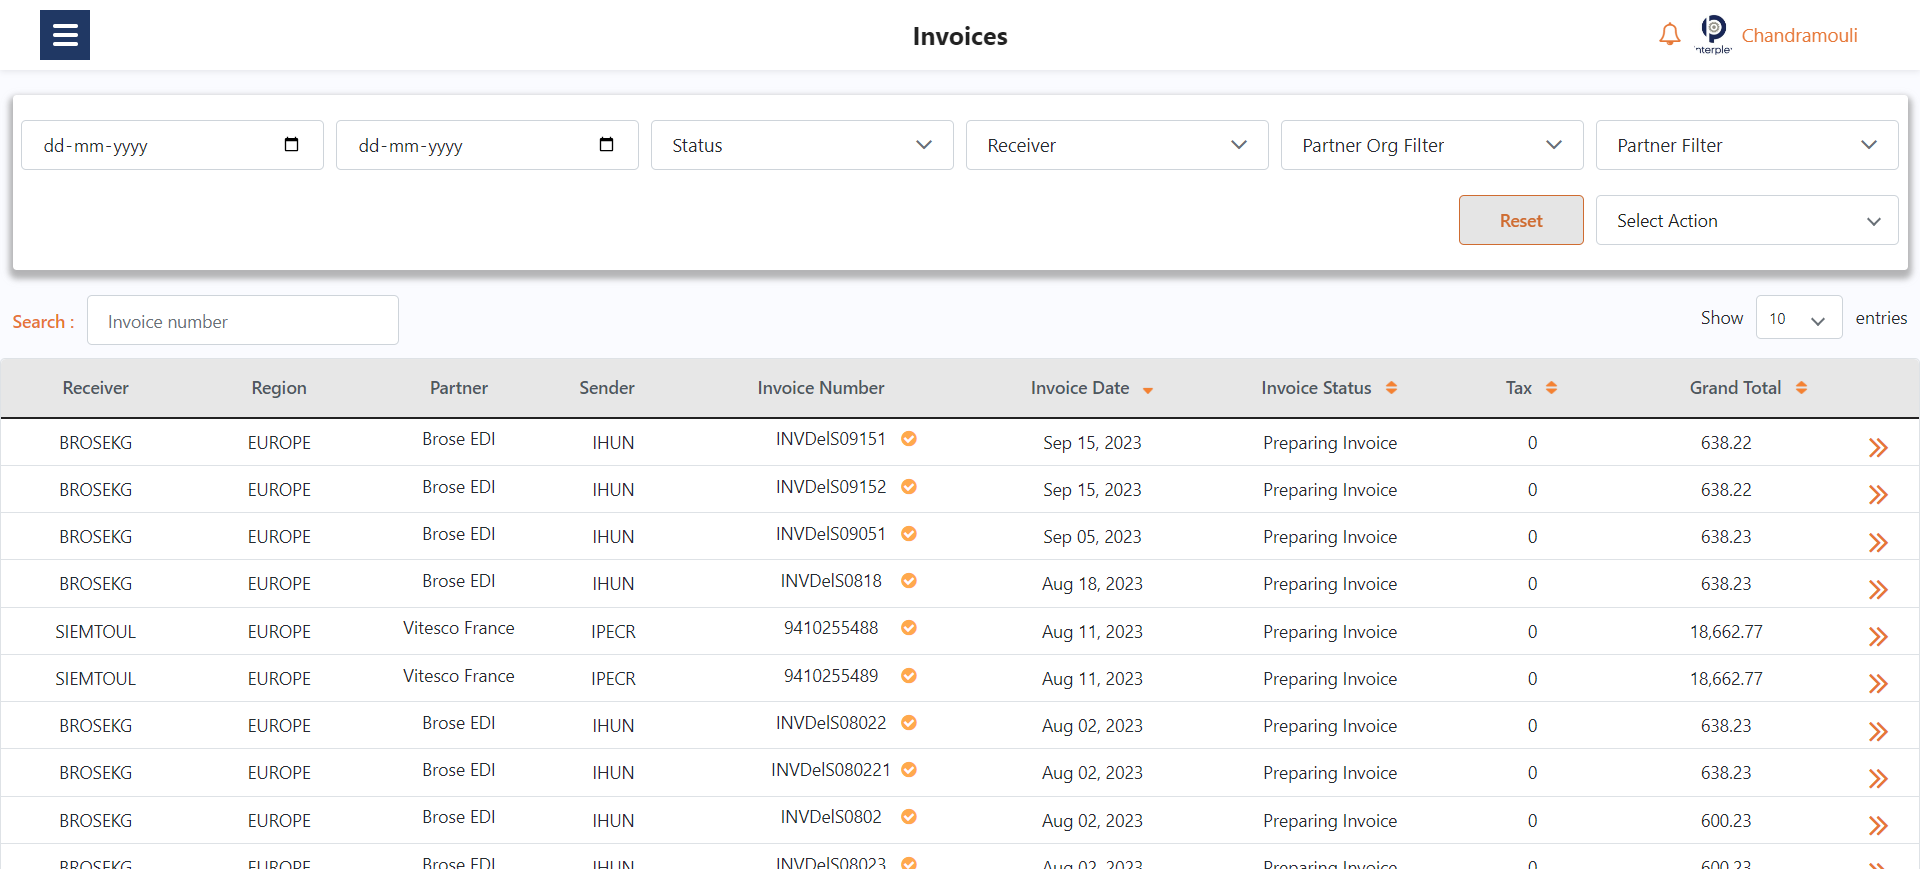 Invoices
nterple
Chandramouli
dd-mm-yyyy dd-mm-yyyy Status Receiver Partner Org Filter Partner Filter
Reset Select Action
Search : Invoice number Show 10 entries
Receiver Region Partner Sender Invoice Number Invoice Date Invoice Status Tax Grand Total
BROSEKG EUROPE Brose EDI IHUN INVDelS09151 Sep 15, 2023 Preparing Invoice 0 638.22
BROSEKG EUROPE Brose EDI IHUN INVDelS09152 Sep 15, 2023 Preparing Invoice 0 638.22
BROSEKG EUROPE Brose EDI IHUN INVDelS09051 Sep 05, 2023 Preparing Invoice 0 638.23
BROSEKG EUROPE Brose EDI IHUN INVDelS0818 Aug 18, 2023 Preparing Invoice 0 638.23
SIEMTOUL EUROPE Vitesco France IPECR 9410255488 Aug 11, 2023 Preparing Invoice 0 18,662.77
SIEMTOUL EUROPE Vitesco France IPECR 9410255489 Aug 11, 2023 Preparing Invoice 0 18,662.77
BROSEKG EUROPE Brose EDI IHUN INVDelS08022 Aug 02, 2023 Preparing Invoice 0 638.23
BROSEKG EUROPE Brose EDI IHUN INVDelS080221 Aug 02, 2023 Preparing Invoice 0 638.23
BROSEKG EUROPE Brose EDI IHUN INVDelS0802 Aug 02, 2023 Preparing Invoice 0 600.23
BROSEKG EUROPE Brose EDI IHUN INVDelS08023 Aug 02, 2023 Preparing Invoice 0 600.23